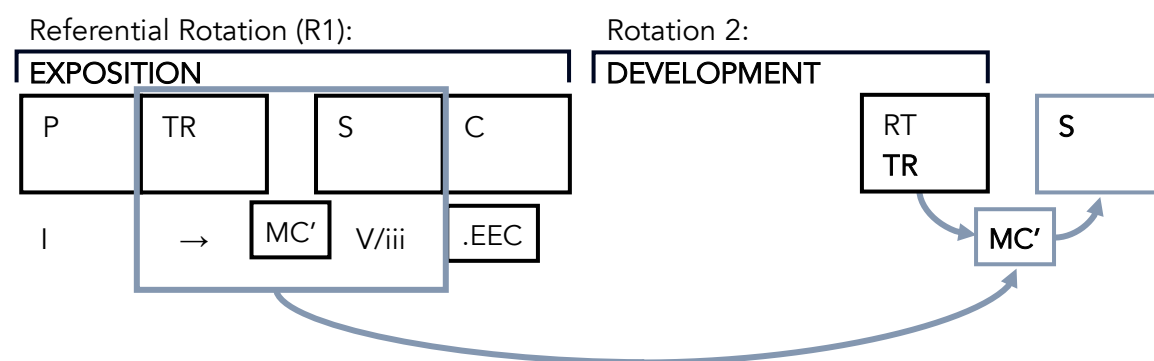 Referential Rotation (R1):
EXPOSITION
P TR S C
I → MC’ V/iii .EEC
Rotation 2:
DEVELOPMENT
RT
TR
S
MC’